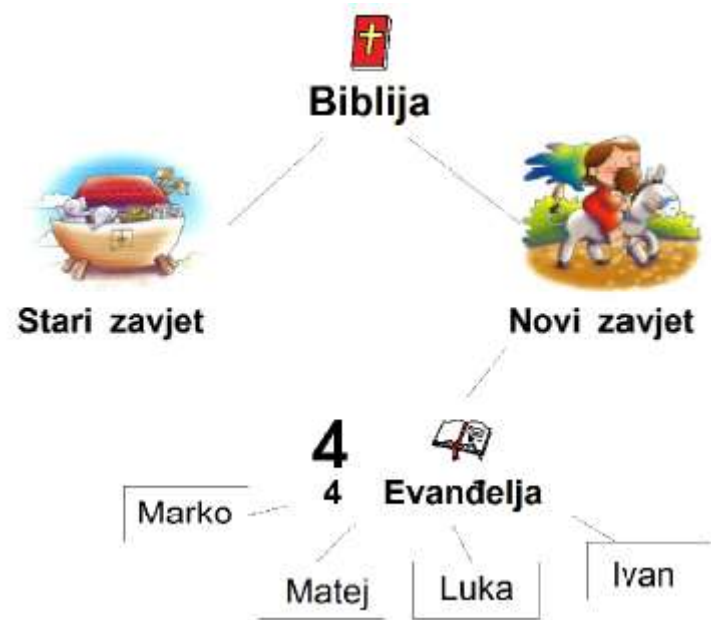 Biblija
Stari zavjet
Novi zavjet
4
4 Evanđelja
Marko
Matej
Luka
Ivan